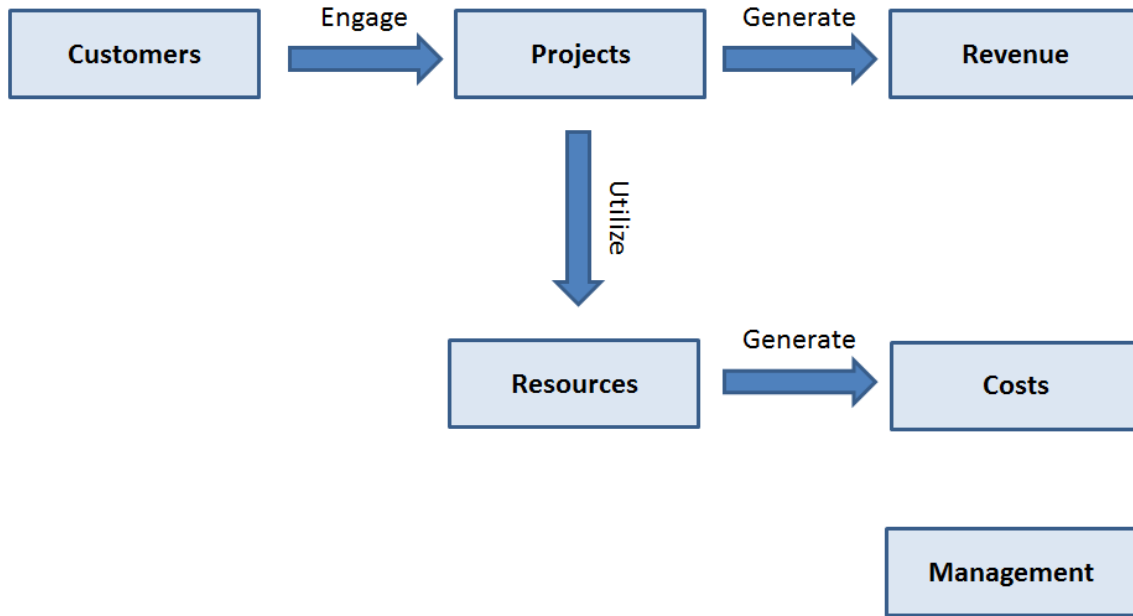 Engage
Generate
Customers
Projects
Revenue
Utilize
Generate
Resources
Costs
Management